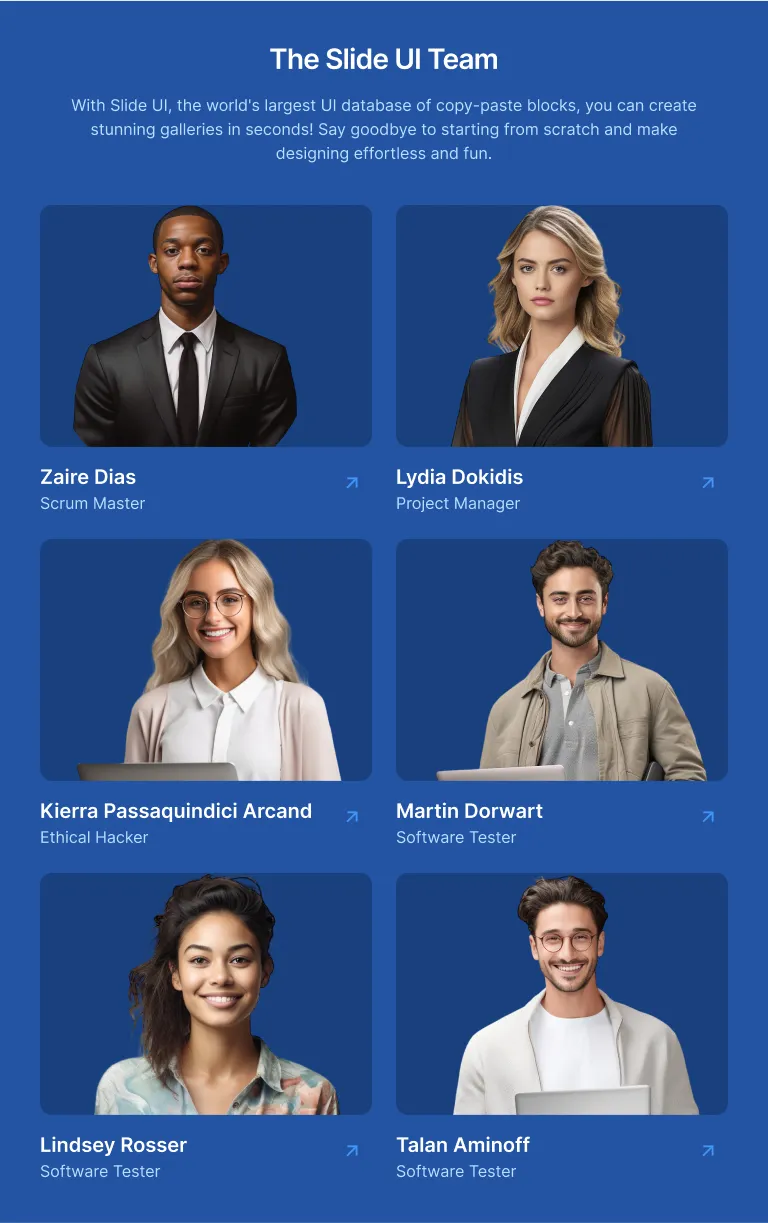 The Slide UI Team
With Slide UI, the world's largest UI database of copy-paste blocks, you can create
stunning galleries in seconds! Say goodbye to starting from scratch and make
designing effortless and fun.
Zaire Dias
Scrum Master
Lydia Dokidis
Project Manager
Kierra Passaquindici Arcand
Ethical Hacker
Martin Dorwart
Software Tester
Lindsey Rosser
Software Tester
Talan Aminoff
Software Tester